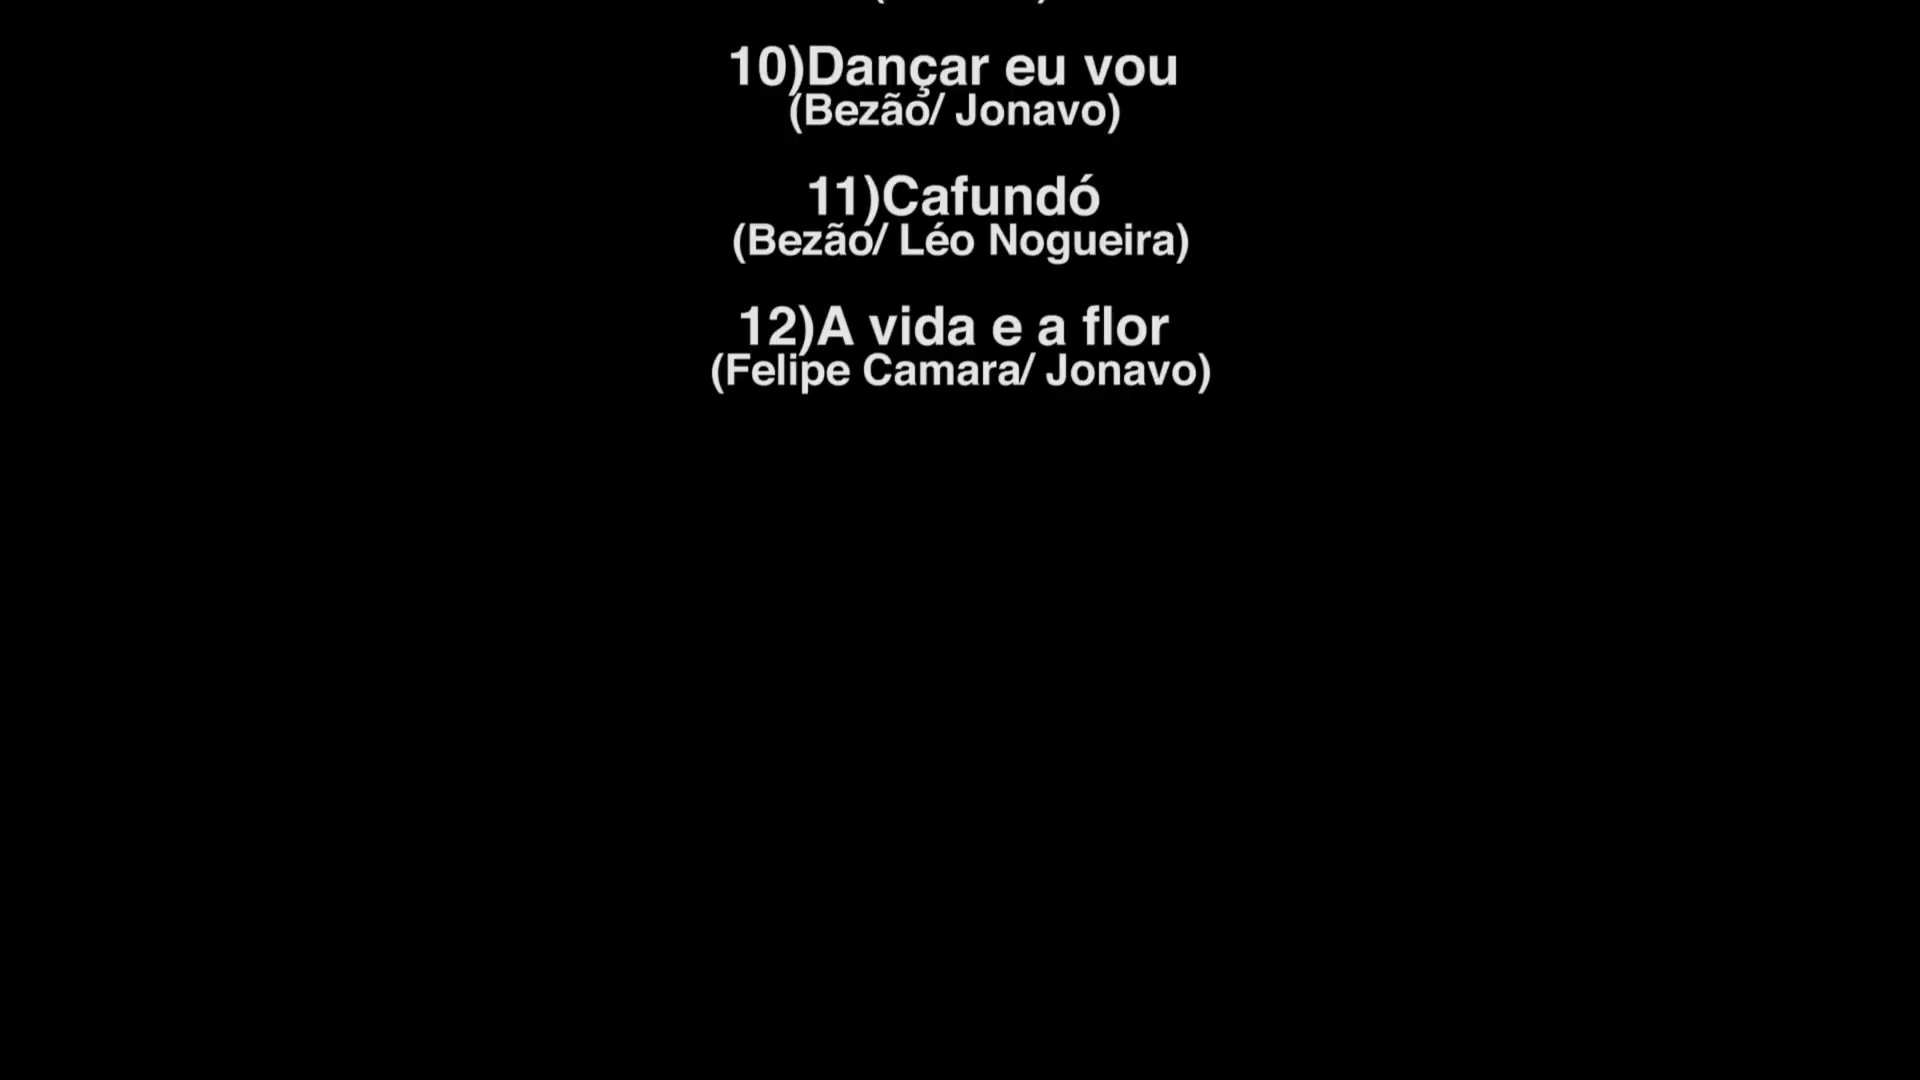 10)Dançar eu vou
(Bezão/ Jonavo)
11)Cafundó
(Bezão/ Léo Nogueira)
12)A vida e a flor
(Felipe Camara/ Jonavo)